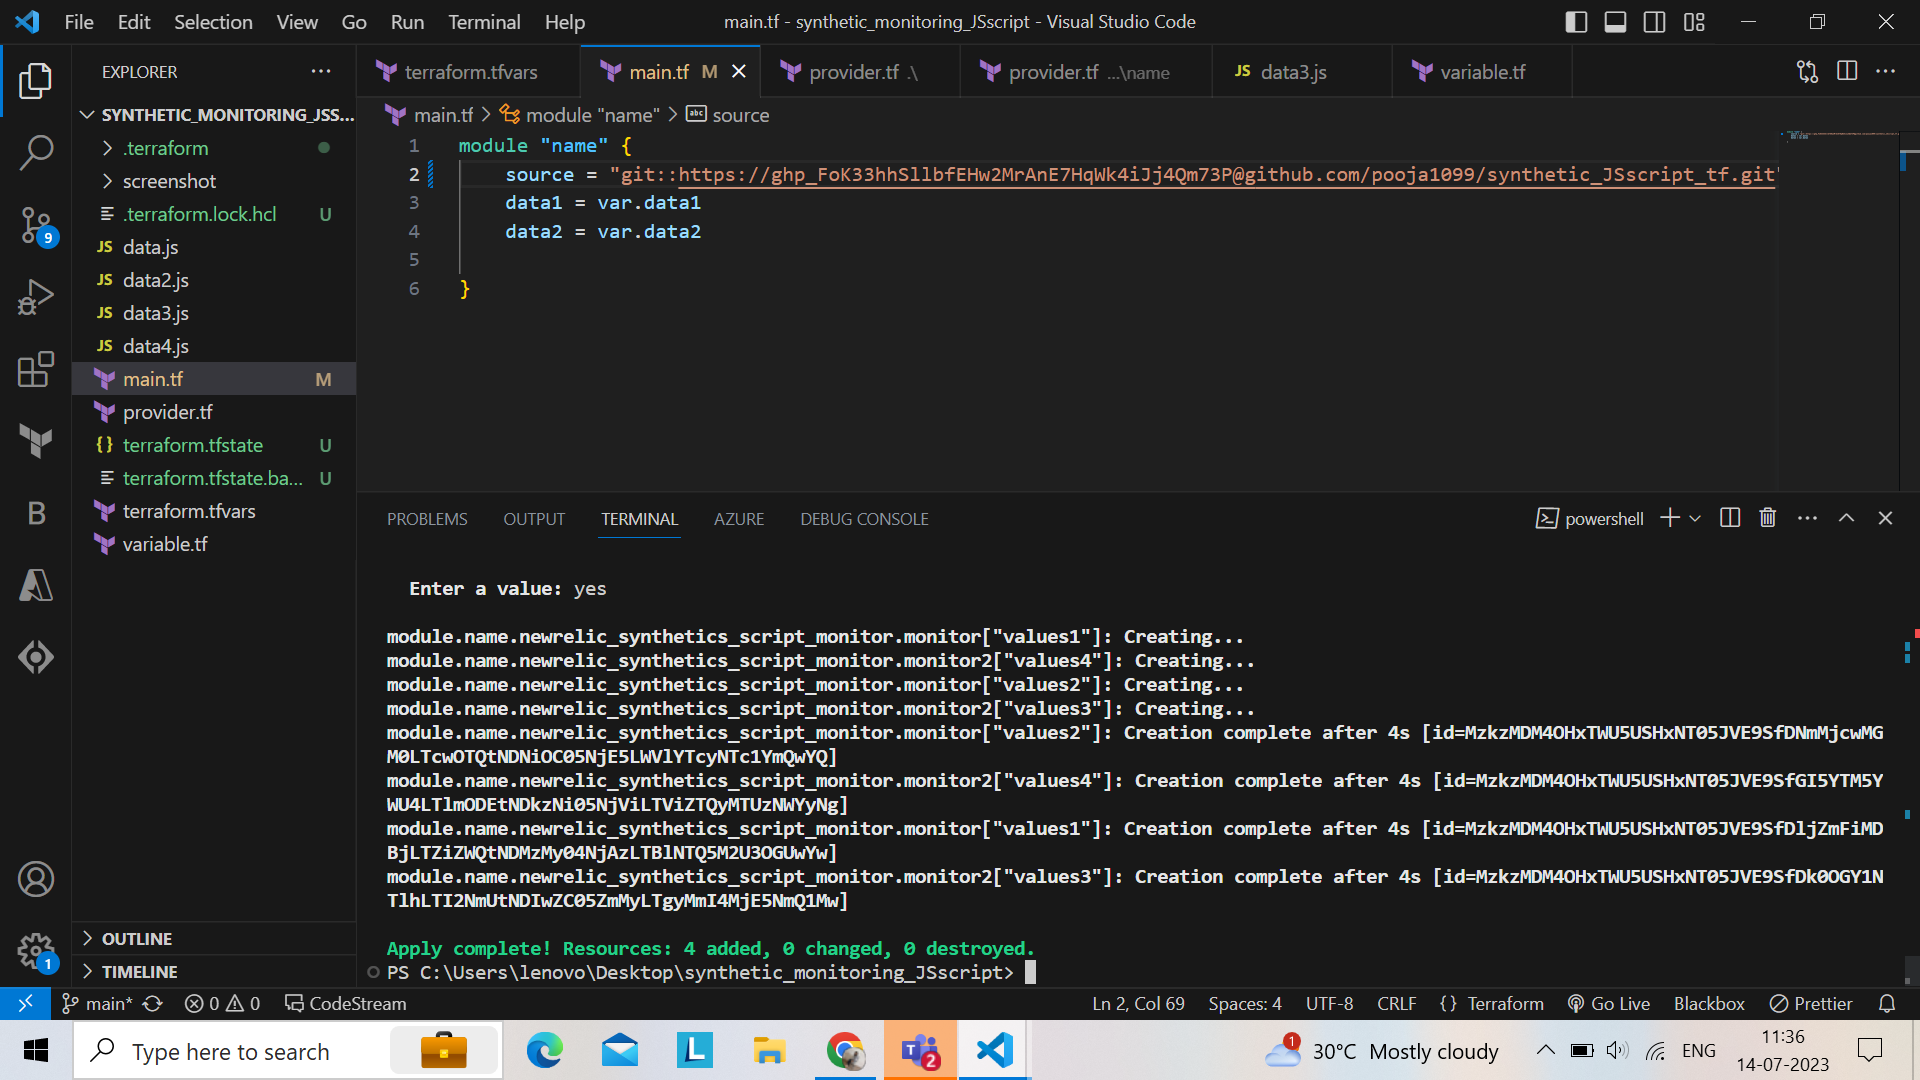 File Edit Selection View Go Run Terminal Help
main.tf - synthetic_monitoring_JSscript - Visual Studio Code
EXPLORER
terraform.tfvars
main.tf M
provider.tf .\
provider.tf ...\name
JS data3.js
variable.tf
SYNTHETIC_MONITORING_JSS...
.terraform
screenshot
.terraform.lock.hcl U
JS data.js
JS data2.js
JS data3.js
JS data4.js
main.tf M
provider.tf
{} terraform.tfstate U
terraform.tfstate.ba... U
terraform.tfvars
variable.tf
OUTLINE
TIMELINE
9
B
1
main.tf > module "name" > abc source
1 module "name" {
2 source = "git::https://@github.com/pooja1099/synthetic_JSscript_tf.git"
3 data1 = var.data1
4 data2 = var.data2
5
6 }
PROBLEMS OUTPUT TERMINAL AZURE DEBUG CONSOLE
powershell
Enter a value: yes
module.name.newrelic_synthetics_script_monitor.monitor["values1"]: Creating...
module.name.newrelic_synthetics_script_monitor.monitor2["values4"]: Creating...
module.name.newrelic_synthetics_script_monitor.monitor["values2"]: Creating...
module.name.newrelic_synthetics_script_monitor.monitor2["values3"]: Creating...
module.name.newrelic_synthetics_script_monitor.monitor["values2"]: Creation complete after 4s [id=MzkzMDM4OHxTWU5USHxNT05JVE9SfDNmMjcwMG
M0LTcwOTQtNDNiOC05NjE5LWVlYTcyNTc1YmQwYQ]
module.name.newrelic_synthetics_script_monitor.monitor2["values4"]: Creation complete after 4s [id=MzkzMDM4OHxTWU5USHxNT05JVE9SfGI5YTM5Y
WU4LTlmODEtNDkzNi05NjViLTViZTQyMTUzNWYyNg]
module.name.newrelic_synthetics_script_monitor.monitor["values1"]: Creation complete after 4s [id=MzkzMDM4OHxTWU5USHxNT05JVE9SfDljZmFiMD
BjLTZiZWQtNDMzMy04NjAzLTBlNTQ5M2U3OGUwYw]
module.name.newrelic_synthetics_script_monitor.monitor2["values3"]: Creation complete after 4s [id=MzkzMDM4OHxTWU5USHxNT05JVE9SfDk0OGY1N
TlhLTI2NmUtNDIwZC05ZmMyLTgyMmI4MjE5NmQ1Mw]
Apply complete! Resources: 4 added, 0 changed, 0 destroyed.
PS C:\Users\lenovo\Desktop\synthetic_monitoring_JSscript>
main* 0 0 CodeStream
Ln 2, Col 69 Spaces: 4 UTF-8 CRLF {} Terraform Go Live Blackbox Prettier
Type here to search
L
T 2
1 30°C Mostly cloudy
ENG
11:36
14-07-2023